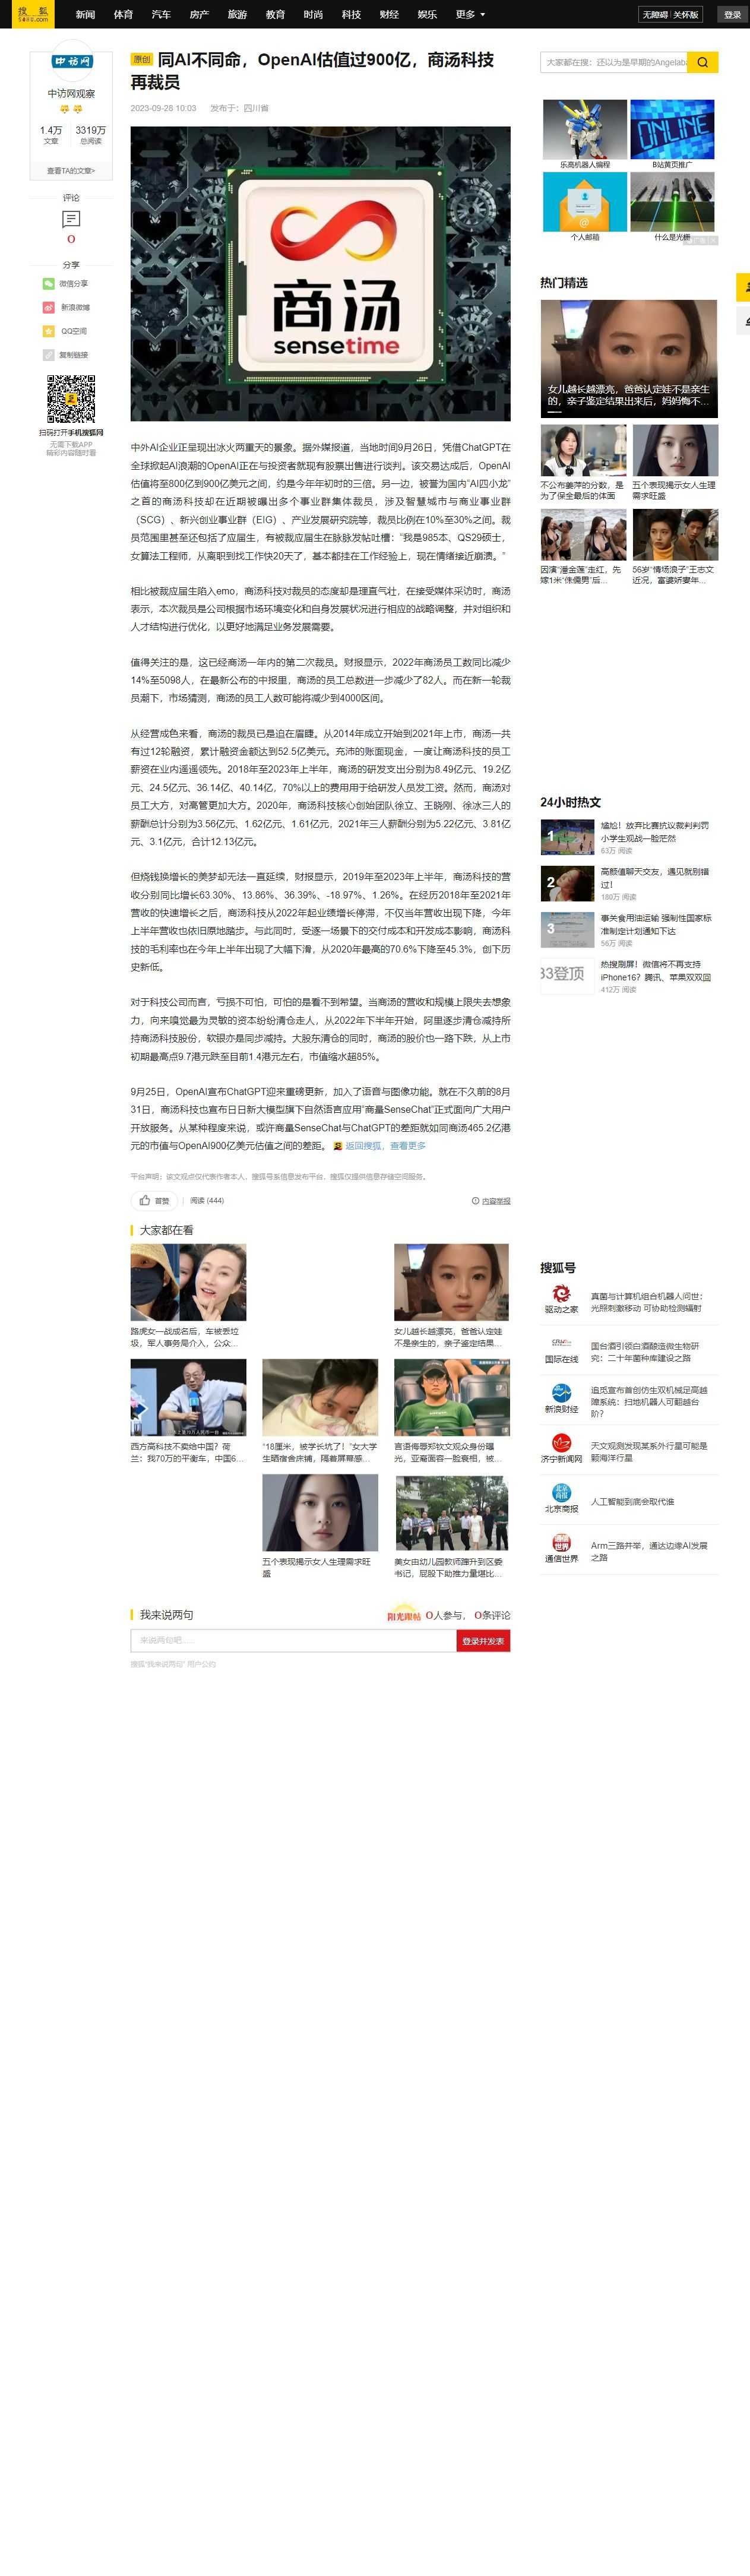 搜狐
SOHU.com
新闻 体育 汽车 房产 旅游 教育 时尚 科技 财经 娱乐 更多
无障碍 关怀版
登录
中访网
中访网观察
1.4万 3319万
文章 总阅读
查看TA的文章>
评论
0
分享
微信分享
新浪微博
QQ空间
复制链接
扫码打开手机搜狐网
无需下载APP
精彩内容随时看
原创 同AI不同命，OpenAI估值过900亿，商汤科技
再裁员
2023-09-28 10:03 发布于：四川省
商汤
sensetime
中外AI企业正呈现出冰火两重天的景象。据外媒报道，当地时间9月26日，凭借ChatGPT在
全球掀起AI浪潮的OpenAI正在与投资者就现有股票出售进行谈判。该交易达成后，OpenAI
估值将至800亿到900亿美元之间，约是今年年初时的三倍。另一边，被誉为国内“AI四小龙”
之首的商汤科技却在近期被曝出多个事业群集体裁员，涉及智慧城市与商业事业群
（SCG）、新兴创业事业群（EIG）、产业发展研究院等，裁员比例在10%至30%之间。裁
员范围里甚至还包括了应届生，有被裁应届生在脉脉发帖吐槽：“我是985本、QS29硕士，
女算法工程师，从离职到找工作快20天了，基本都挂在工作经验上，现在情绪接近崩溃。”
相比被裁应届生陷入emo，商汤科技对裁员的态度却是理直气壮，在接受媒体采访时，商汤
表示，本次裁员是公司根据市场环境变化和自身发展状况进行相应的战略调整，并对组织和
人才结构进行优化，以更好地满足业务发展需要。
值得关注的是，这已经商汤一年内的第二次裁员。财报显示，2022年商汤员工数同比减少
14%至5098人，在最新公布的中报里，商汤的员工总数进一步减少了82人。而在新一轮裁
员潮下，市场猜测，商汤的员工人数可能将减少到4000区间。
从经营成色来看，商汤的裁员已是迫在眉睫。从2014年成立开始到2021年上市，商汤一共
有过12轮融资，累计融资金额达到52.5亿美元。充沛的账面现金，一度让商汤科技的员工
薪资在业内遥遥领先。2018年至2023年上半年，商汤的研发支出分别为8.49亿元、19.2亿
元、24.5亿元、36.14亿、40.14亿，70%以上的费用用于给研发人员发工资。然而，商汤对
员工大方，对高管更加大方。2020年，商汤科技核心创始团队徐立、王晓刚、徐冰三人的
薪酬总计分别为3.56亿元、1.62亿元、1.61亿元，2021年三人薪酬分别为5.22亿元、3.81亿
元、3.1亿元，合计12.13亿元。
但烧钱换增长的美梦却无法一直延续，财报显示，2019年至2023年上半年，商汤科技的营
收分别同比增长63.30%、13.86%、36.39%、-18.97%、1.26%。在经历2018年至2021年
营收的快速增长之后，商汤科技从2022年起业绩增长停滞，不仅当年营收出现下降，今年
上半年营收也依旧原地踏步。与此同时，受逐一场景下的交付成本和开发成本影响，商汤科
技的毛利率也在今年上半年出现了大幅下滑，从2020年最高的70.6%下降至45.3%，创下历
史新低。
对于科技公司而言，亏损不可怕，可怕的是看不到希望。当商汤的营收和规模上限失去想象
力，向来嗅觉最为灵敏的资本纷纷清仓走人，从2022年下半年开始，阿里逐步清仓减持所
持商汤科技股份，软银亦是同步减持。大股东清仓的同时，商汤的股价也一路下跌，从上市
初期最高点9.7港元跌至目前1.4港元左右，市值缩水超85%。
9月25日，OpenAI宣布ChatGPT迎来重磅更新，加入了语音与图像功能。就在不久前的8月
31日，商汤科技也宣布日日新大模型旗下自然语言应用“商量SenseChat”正式面向广大用户
开放服务。从某种程度来说，或许商量SenseChat与ChatGPT的差距就如同商汤465.2亿港
元的市值与OpenAI900亿美元估值之间的差距。 返回搜狐，查看更多
平台声明：该文观点仅代表作者本人，搜狐号系信息发布平台，搜狐仅提供信息存储空间服务。
首赞 阅读 (444) 内容举报
大家都在看
路虎女一战成名后，车被丢垃
圾，军人事务局介入，公众...
女儿越长越漂亮，爸爸认定娃
不是亲生的，亲子鉴定结果...
西方高科技不卖给中国？荷
兰：我70万的平衡车，中国6...
“18厘米，被学长坑了！”女大学
生晒宿舍床铺，隔着屏幕感...
言语侮辱郑钦文观众身份曝
光，亚裔面容一脸衰相，被...
五个表现揭示女人生理需求旺
盛
美女由幼儿园教师蹿升到区委
书记，屁股下助推力量堪比...
我来说两句
阳光跟帖 0人参与， 0条评论
来说两句吧......
登录并发表
搜狐“我来说两句” 用户公约
大家都在搜：还以为是早期的Angelaba
ONLINE
乐高机器人编程 B站黄页推广
个人邮箱 什么是光栅
热门精选
女儿越长越漂亮，爸爸认定娃不是亲生
的，亲子鉴定结果出来后，妈妈悔不...
不公布姜萍的分数，是
为了保全最后的体面
五个表现揭示女人生理
需求旺盛
因演“潘金莲”走红，先
嫁1米“侏儒男”后...
56岁“情场浪子”王志文
近况，富婆娇妻年...
24小时热文
1
尴尬！放弃比赛抗议裁判判罚
小学生观战一脸茫然
63万 阅读
2
高颜值聊天交友，遇见就别错
过！
180万 阅读
3
事关食用油运输 强制性国家标
准制定计划通知下达
56万 阅读
33登顶
热搜刷屏！微信将不再支持
iPhone16？腾讯、苹果双双回
412万 阅读
搜狐号
驱动之家
真菌与计算机组合机器人问世：
光照刺激移动 可协助检测辐射
国际在线
国台酒引领白酒酿造微生物研
究：二十年菌种库建设之路
新浪财经
追觅宣布首创仿生双机械足高越
障系统：扫地机器人可翻越台
阶？
济宁新闻网
天文观测发现某系外行星可能是
颗海洋行星
北京商报
人工智能到底会取代谁
通信世界
Arm三路并举，通达边缘AI发展
之路